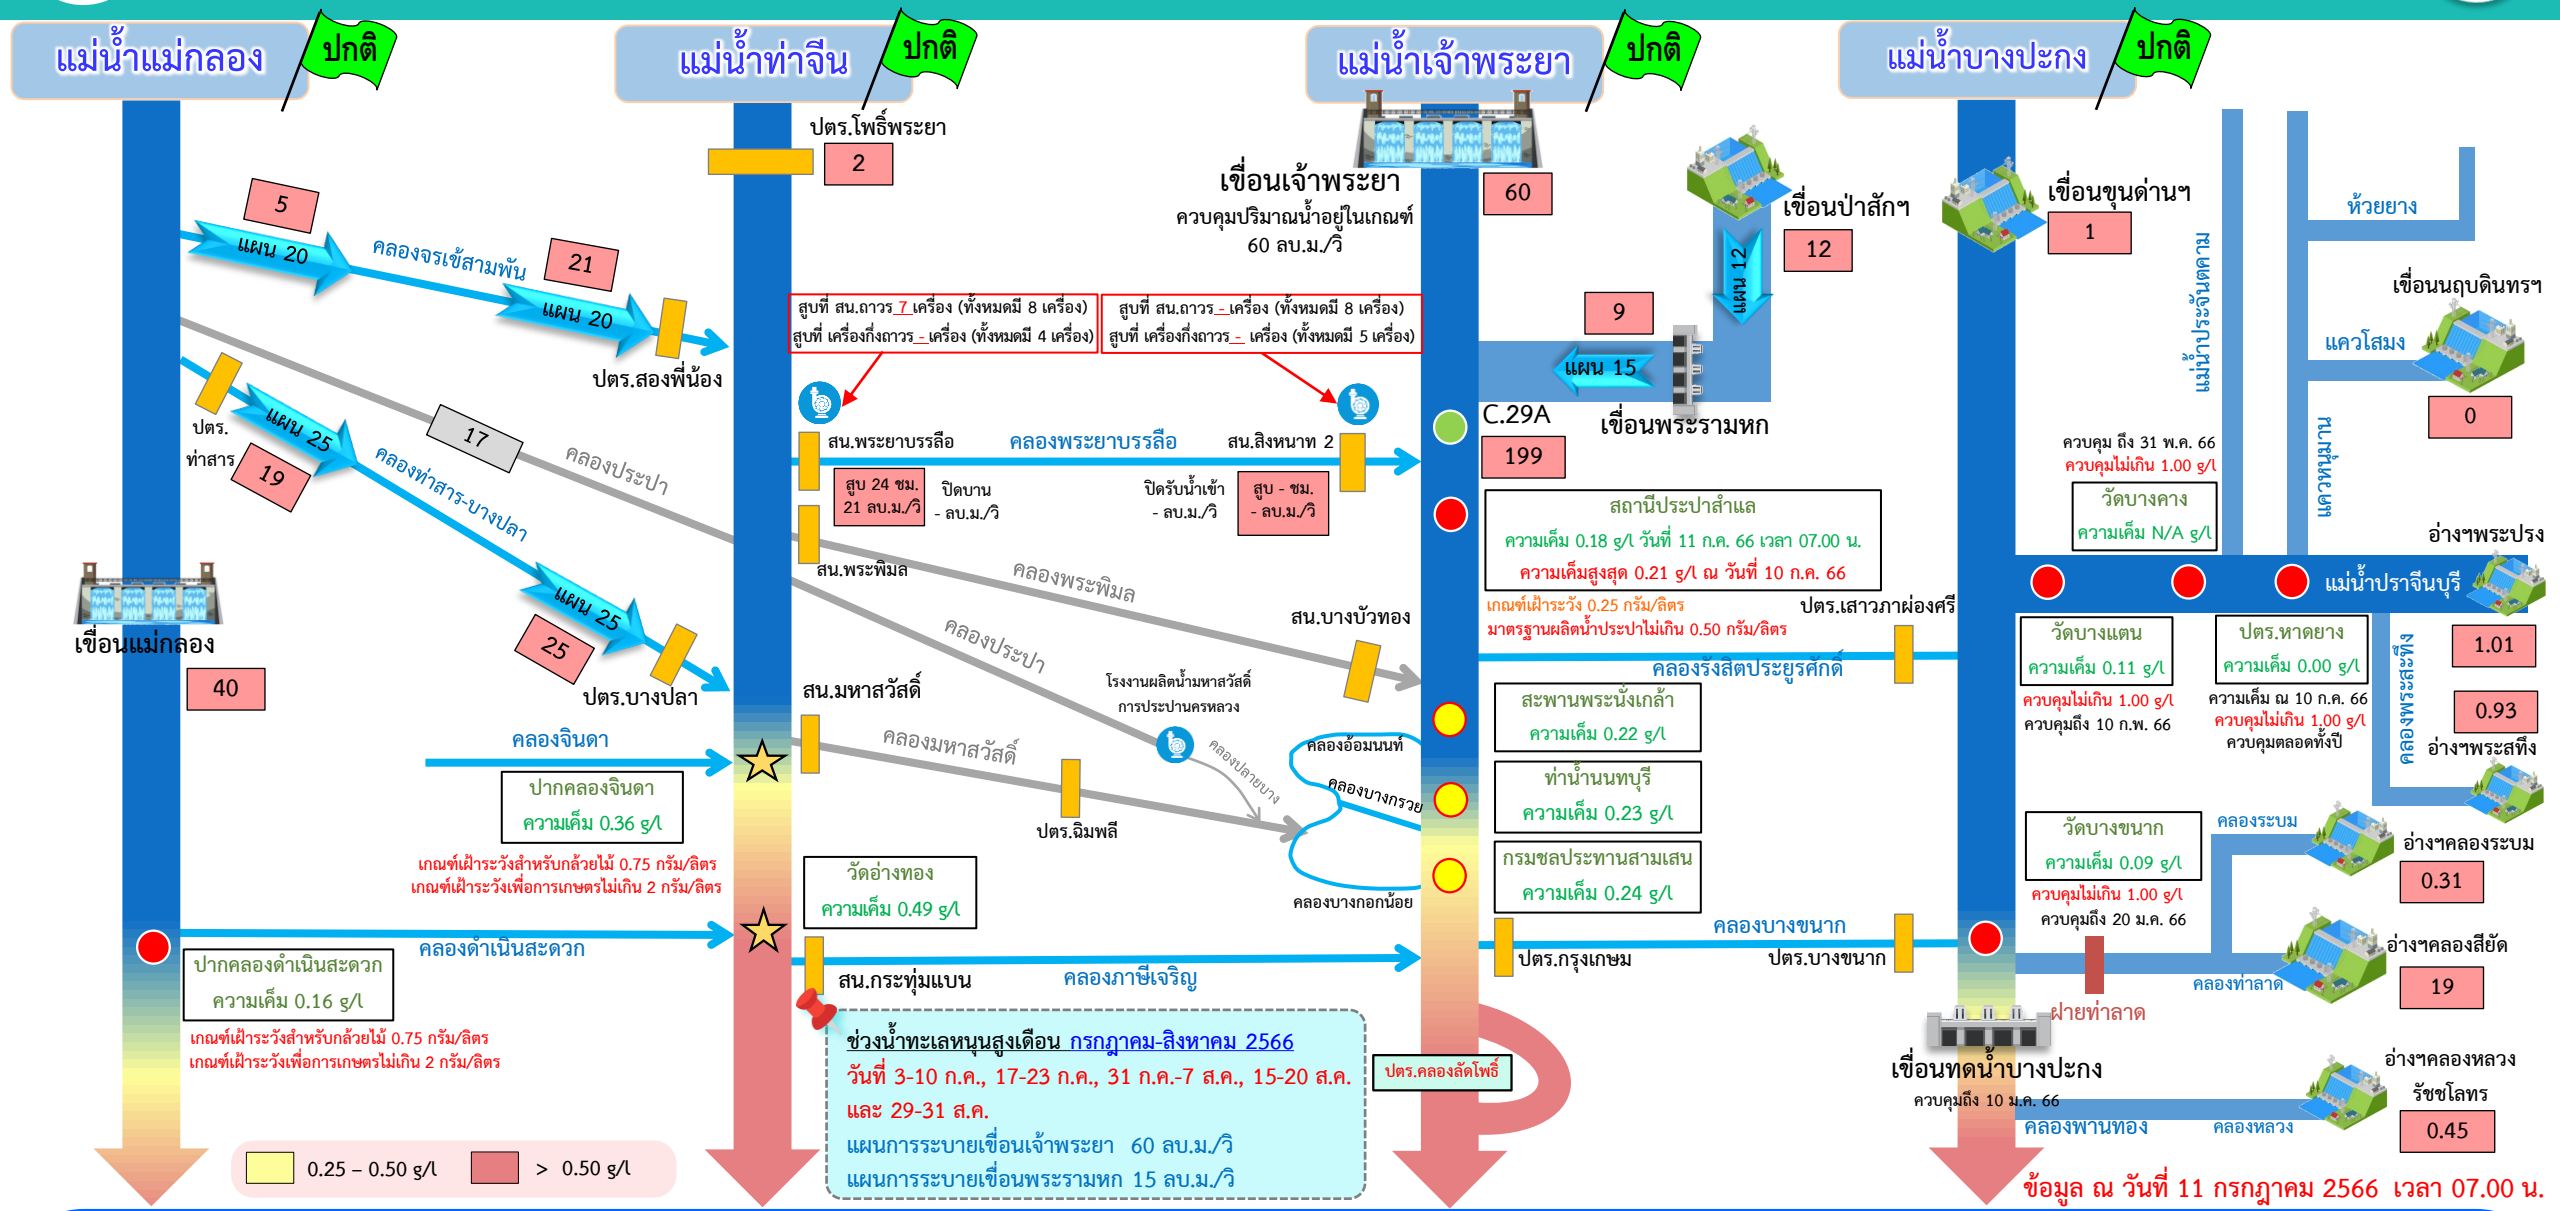 แม่น้ำแม่กลอง
ปกติ
แม่น้ำท่าจีน
ปกติ
แม่น้ำเจ้าพระยา
ปกติ
แม่น้ำบางปะกง
ปกติ
5
แผน 20
คลองจรเข้สามพัน
21
แผน 20
ปตร.สองพี่น้อง
ปตร.
ท่าสาร
แผน 25
19
คลองท่าสาร-บางปลา
17
คลองประปา
แผน 25
25
ปตร.บางปลา
เขื่อนแม่กลอง
40
คลองจินดา
ปากคลองจินดา
ความเค็ม 0.36 g/l
เกณฑ์เฝ้าระวังสำหรับกล้วยไม้ 0.75 กรัม/ลิตร
เกณฑ์เฝ้าระวังเพื่อการเกษตรไม่เกิน 2 กรัม/ลิตร
คลองดำเนินสะดวก
ปากคลองดำเนินสะดวก
ความเค็ม 0.16 g/l
เกณฑ์เฝ้าระวังสำหรับกล้วยไม้ 0.75 กรัม/ลิตร
เกณฑ์เฝ้าระวังเพื่อการเกษตรไม่เกิน 2 กรัม/ลิตร
0.25 – 0.50 g/l
> 0.50 g/l
ปตร.โพธิ์พระยา
2
สูบที่ สน.ถาวร 7 เครื่อง (ทั้งหมดมี 8 เครื่อง)
สูบที่ เครื่องกึ่งถาวร - เครื่อง (ทั้งหมดมี 4 เครื่อง)
สูบที่ สน.ถาวร - เครื่อง (ทั้งหมดมี 8 เครื่อง)
สูบที่ เครื่องกึ่งถาวร - เครื่อง (ทั้งหมดมี 5 เครื่อง)
สน.พระยาบรรลือ
คลองพระยาบรรลือ
สน.สิงหนาท 2
สูบ 24 ชม.
21 ลบ.ม./วิ
ปิดบาน
- ลบ.ม./วิ
ปิดรับน้ำเข้า
- ลบ.ม./วิ
สูบ - ชม.
- ลบ.ม./วิ
สน.พระพิมล
คลองพระพิมล
สน.บางบัวทอง
คลองประปา
โรงงานผลิตน้ำมหาสวัสดิ์
การประปานครหลวง
สน.มหาสวัสดิ์
คลองมหาสวัสดิ์
ปตร.ฉิมพลี
คลองปลายบาง
คลองอ้อมนนท์
คลองบางกรวย
คลองบางกอกน้อย
วัดอ่างทอง
ความเค็ม 0.49 g/l
สน.กระทุ่มแบน
คลองภาษีเจริญ
ช่วงน้ำทะเลหนุนสูงเดือน กรกฎาคม-สิงหาคม 2566
วันที่ 3-10 ก.ค., 17-23 ก.ค., 31 ก.ค.-7 ส.ค., 15-20 ส.ค.
และ 29-31 ส.ค.
แผนการระบายเขื่อนเจ้าพระยา 60 ลบ.ม./วิ
แผนการระบายเขื่อนพระรามหก 15 ลบ.ม./วิ
เขื่อนเจ้าพระยา
ควบคุมปริมาณน้ำอยู่ในเกณฑ์
60 ลบ.ม./วิ
60
เขื่อนป่าสักฯ
12
แผน 12
9
แผน 15
เขื่อนพระรามหก
C.29A
199
สถานีประปาสำแล
ความเค็ม 0.18 g/l วันที่ 11 ก.ค. 66 เวลา 07.00 น.
ความเค็มสูงสุด 0.21 g/l ณ วันที่ 10 ก.ค. 66
เกณฑ์เฝ้าระวัง 0.25 กรัม/ลิตร
มาตรฐานผลิตน้ำประปาไม่เกิน 0.50 กรัม/ลิตร
ปตร.เสาวภาผ่องศรี
คลองรังสิตประยูรศักดิ์
สะพานพระนั่งเกล้า
ความเค็ม 0.22 g/l
ท่าน้ำนนทบุรี
ความเค็ม 0.23 g/l
กรมชลประทานสามเสน
ความเค็ม 0.24 g/l
คลองบางขนาก
ปตร.กรุงเกษม
ปตร.บางขนาก
ปตร.คลองลัดโพธิ์
เขื่อนขุนด่านฯ
1
แม่น้ำประจันตคาม
ห้วยยาง
เขื่อนนฤบดินทรฯ
แควโสมง
0
แควหนุมาน
ควบคุม ถึง 31 พ.ค. 66
ควบคุมไม่เกิน 1.00 g/l
วัดบางคาง
ความเค็ม N/A g/l
อ่างฯพระปรง
แม่น้ำปราจีนบุรี
1.01
วัดบางแตน
ความเค็ม 0.11 g/l
ควบคุมไม่เกิน 1.00 g/l
ควบคุมถึง 10 ก.พ. 66
ปตร.หาดยาง
ความเค็ม 0.00 g/l
ความเค็ม ณ 10 ก.ค. 66
ควบคุมไม่เกิน 1.00 g/l
ควบคุมตลอดทั้งปี
คลองพระสะทึง
0.93
อ่างฯพระสทึง
วัดบางขนาก
ความเค็ม 0.09 g/l
ควบคุมไม่เกิน 1.00 g/l
ควบคุมถึง 20 ม.ค. 66
คลองระบม
อ่างฯคลองระบม
0.31
อ่างฯคลองสียัด
19
คลองท่าลาด
ฝายท่าลาด
เขื่อนทดน้ำบางปะกง
ควบคุมถึง 10 ม.ค. 66
คลองพานทอง
คลองหลวง
อ่างฯคลองหลวง
รัชชโลทร
0.45
ข้อมูล ณ วันที่ 11 กรกฎาคม 2566 เวลา 07.00 น.